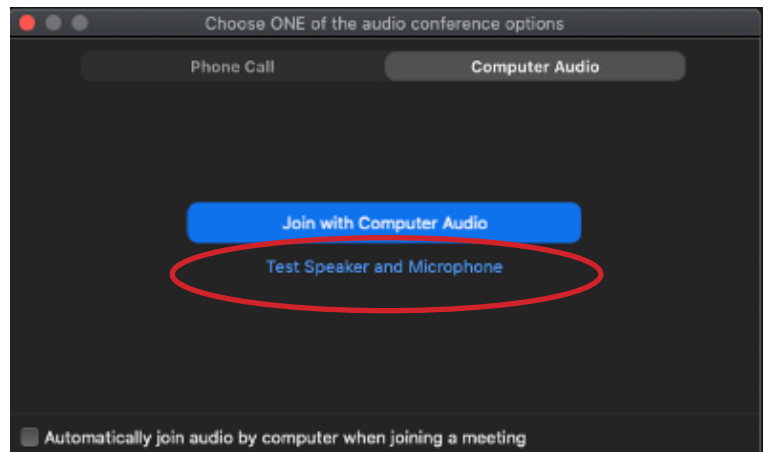 Choose ONE of the audio conference options
Phone Call
Computer Audio
Join with Computer Audio
Test Speaker and Microphone
Automatically join audio by computer when joining a meeting